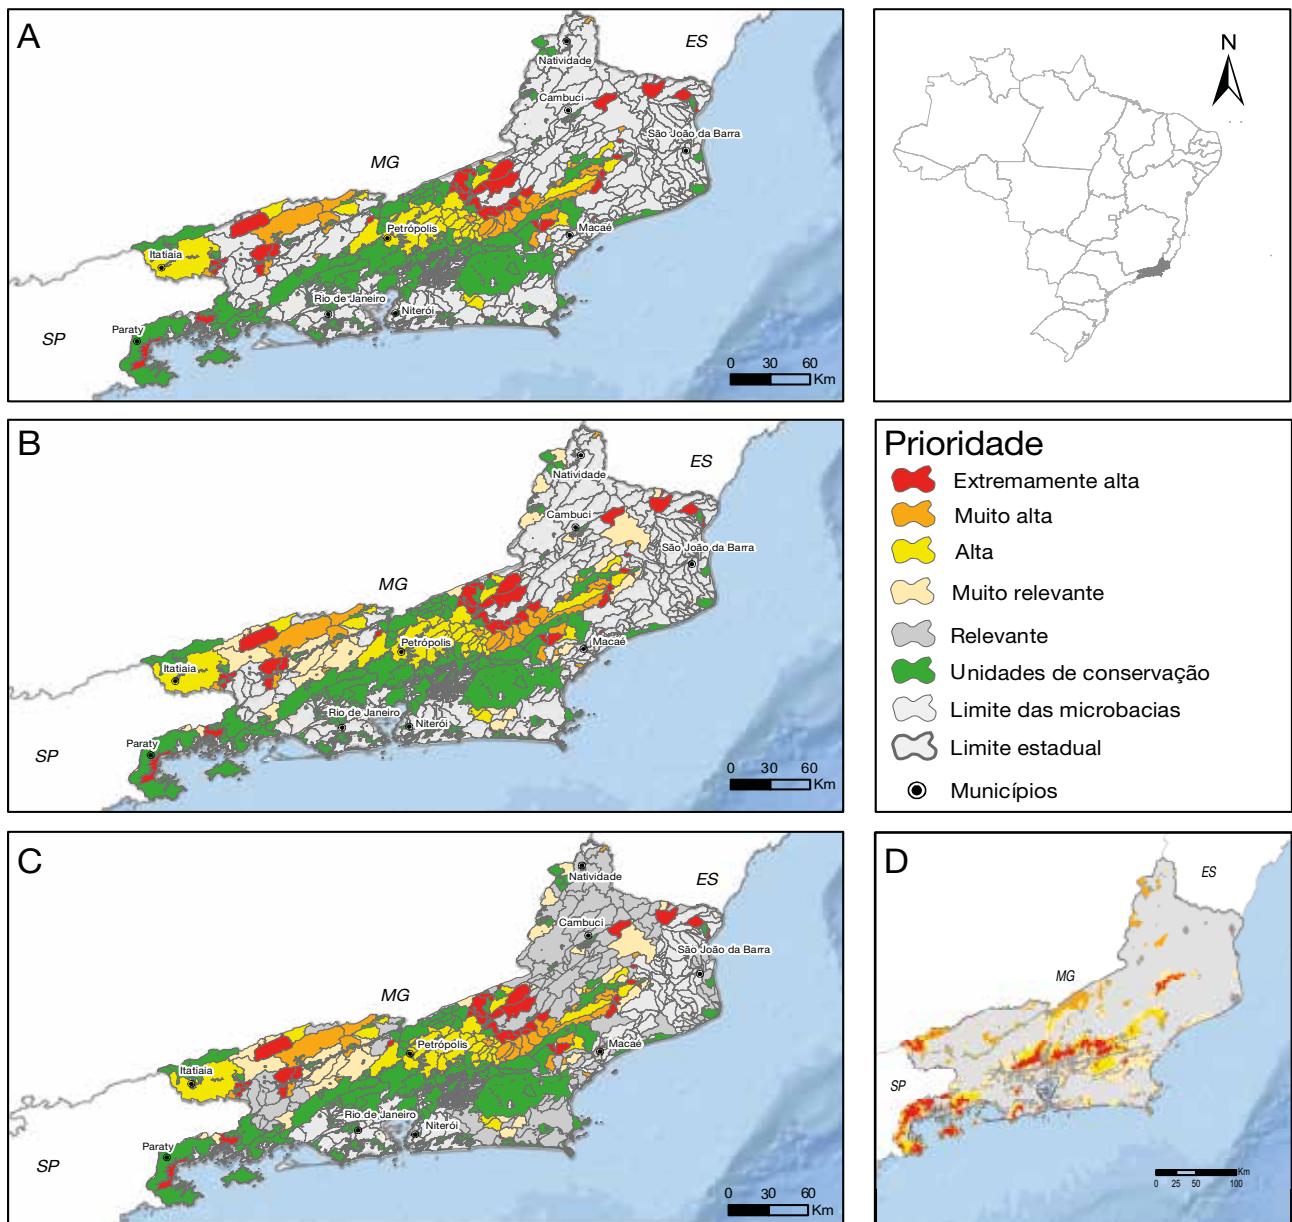 A
ES
Natividade
Cambuci
São João da Barra
MG
Petrópolis
Macaé
Itatiaia
Rio de Janeiro
Niterói
Paraty
SP
0 30 60
Km
N
B
ES
Natividade
Cambuci
São João da Barra
MG
Petrópolis
Macaé
Itatiaia
Rio de Janeiro
Niterói
Paraty
SP
0 30 60
Km
Prioridade
Extremamente alta
Muito alta
Alta
Muito relevante
Relevante
Unidades de conservação
Limite das microbacias
Limite estadual
Municípios
C
ES
Natividade
Cambuci
São João da Barra
MG
Petrópolis
Macaé
Itatiaia
Rio de Janeiro
Niterói
Paraty
SP
0 30 60
Km
D
ES
MG
SP
Km
0 25 50 100